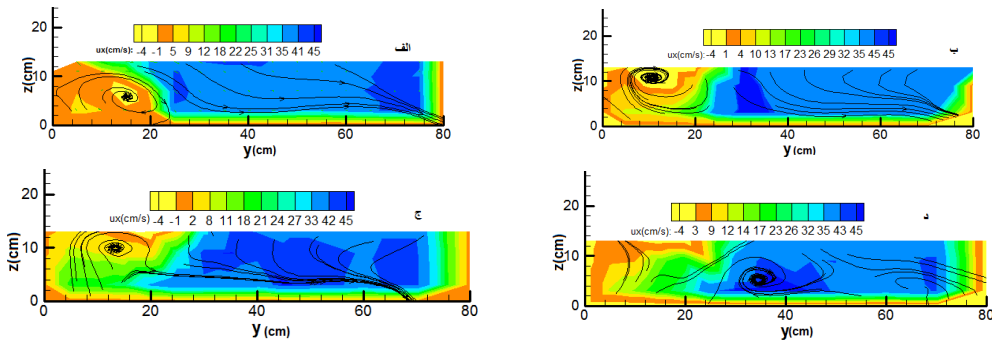 ux(cm/s): -4 -1 5 9 12 18 22 25 31 35 41 45
الف
z(cm)
20
10
0
0 20 40 60 80
y(cm)
ux(cm/s): -4 1 4 10 13 17 23 26 29 32 35 45
ب
z(cm)
20
10
0
0 20 40 60 80
y(cm)
ux(cm/s) -4 -1 2 8 11 18 21 24 27 33 42 45
ج
z(cm)
20
10
0
0 20 40 60 80
y(cm)
ux(cm/s): -4 3 9 12 14 17 23 26 32 35 43 45
د
z(cm)
20
10
0
0 20 40 60 80
y(cm)